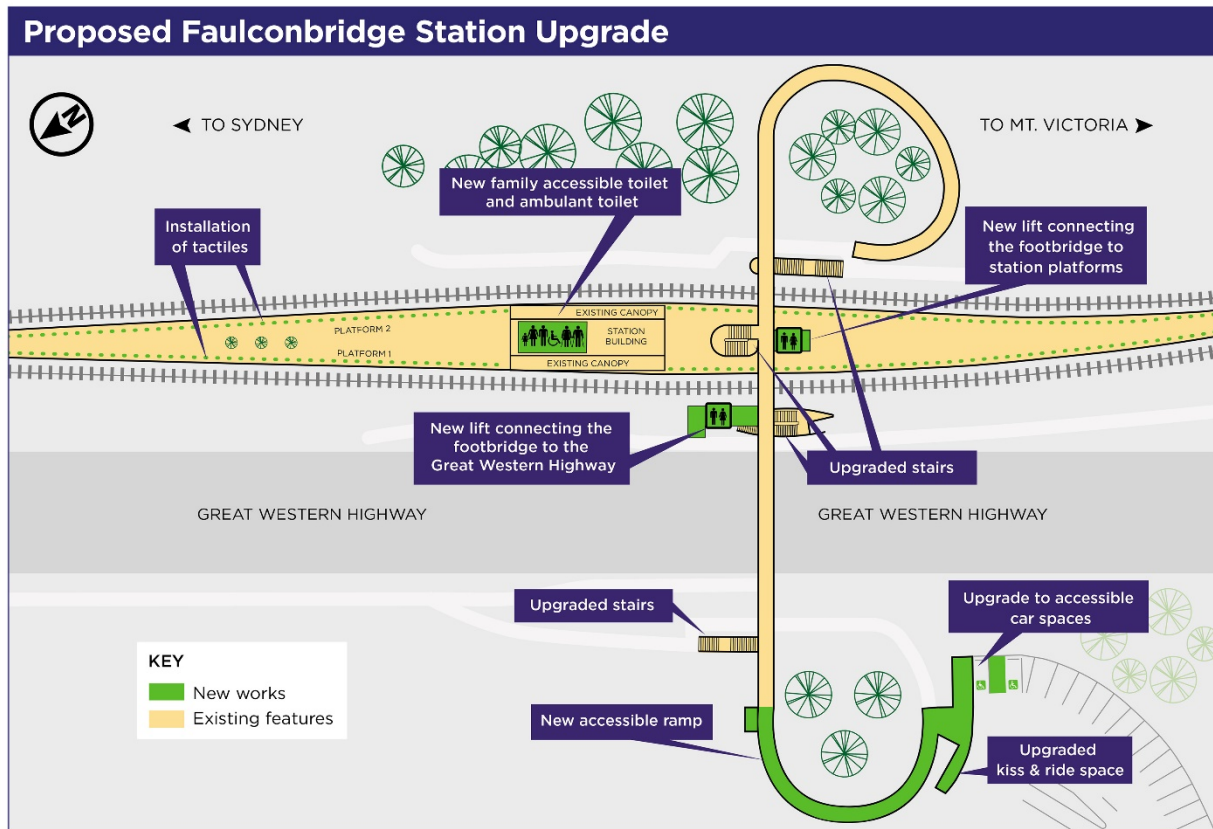 Proposed Faulconbridge Station Upgrade
N
TO SYDNEY
TO MT. VICTORIA
New family accessible toilet
and ambulant toilet
Installation
of tactiles
New lift connecting
the footbridge to
station platforms
PLATFORM 2
PLATFORM 1
EXISTING CANOPY
STATION
BUILDING
EXISTING CANOPY
New lift connecting the
footbridge to the
Great Western Highway
Upgraded stairs
GREAT WESTERN HIGHWAY
GREAT WESTERN HIGHWAY
Upgraded stairs
Upgrade to accessible
car spaces
KEY
New works
Existing features
New accessible ramp
Upgraded
kiss & ride space